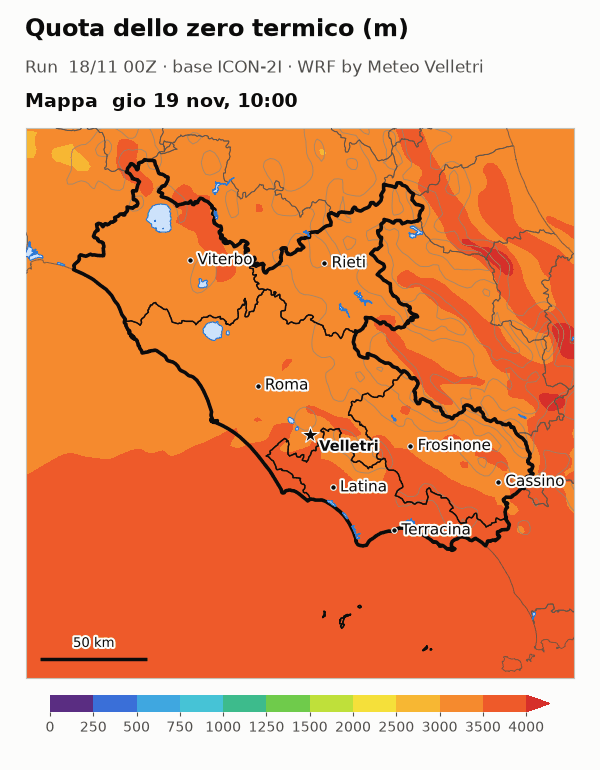 Quota dello zero termico (m)
Run  18/11 00Z · base ICON-2I · WRF by Meteo Velletri
Mappa  gio 19 nov, 10:00
Viterbo
Rieti
Roma
Velletri
Frosinone
Cassino
Latina
Terracina
50 km
0 250 500 750 1000 1250 1500 2000 2500 3000 3500 4000